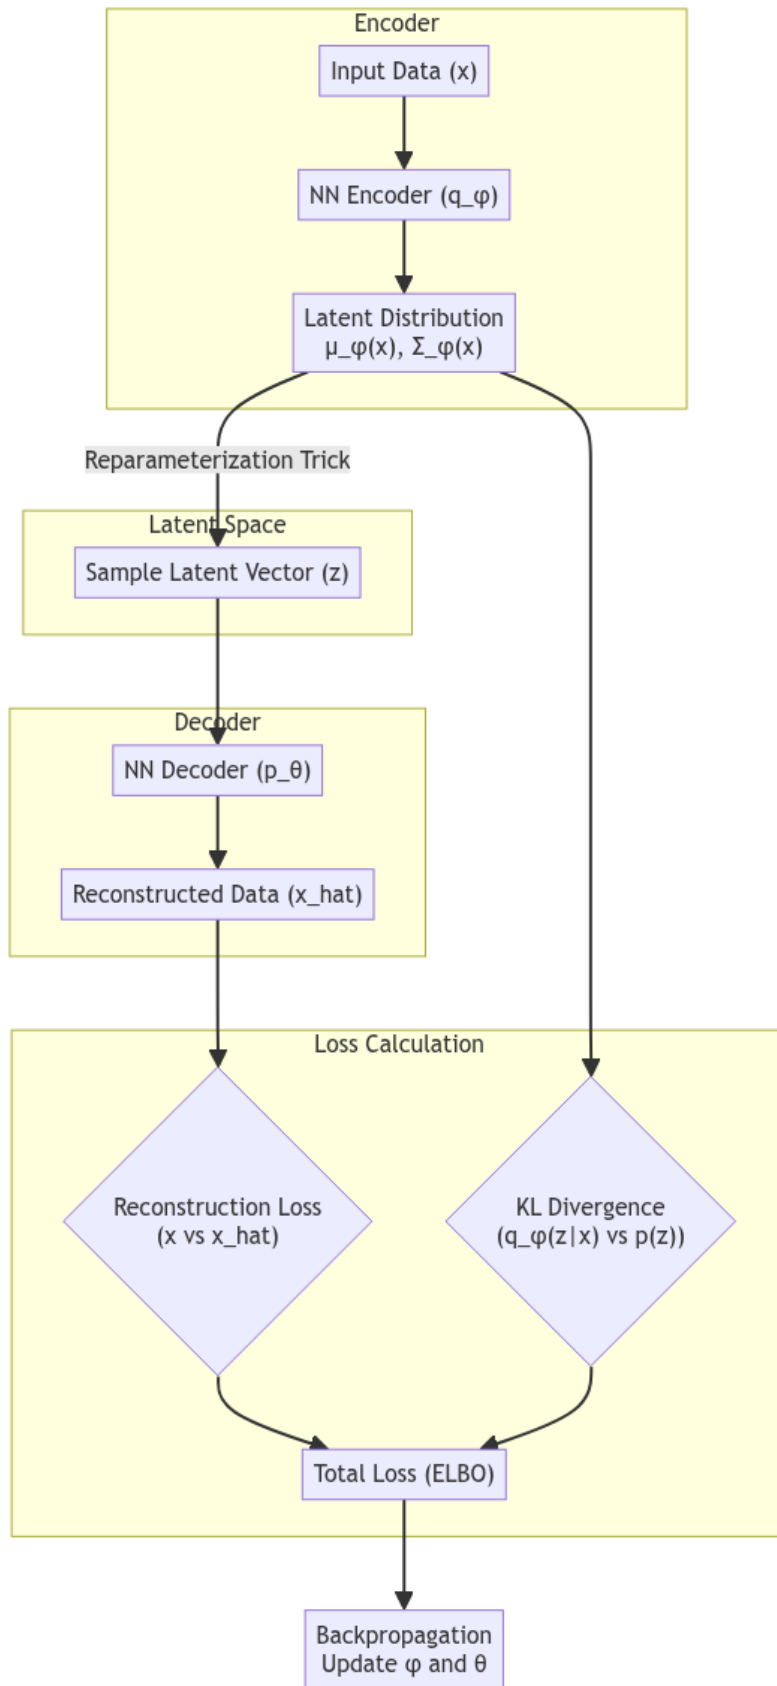 Encoder
Input Data (x)
NN Encoder (q_φ)
Latent Distribution
μ_φ(x), Σ_φ(x)
Reparameterization Trick
Latent Space
Sample Latent Vector (z)
Decoder
NN Decoder (p_θ)
Reconstructed Data (x_hat)
Loss Calculation
Reconstruction Loss
(x vs x_hat)
KL Divergence
(q_φ(z|x) vs p(z))
Total Loss (ELBO)
Backpropagation
Update φ and θ